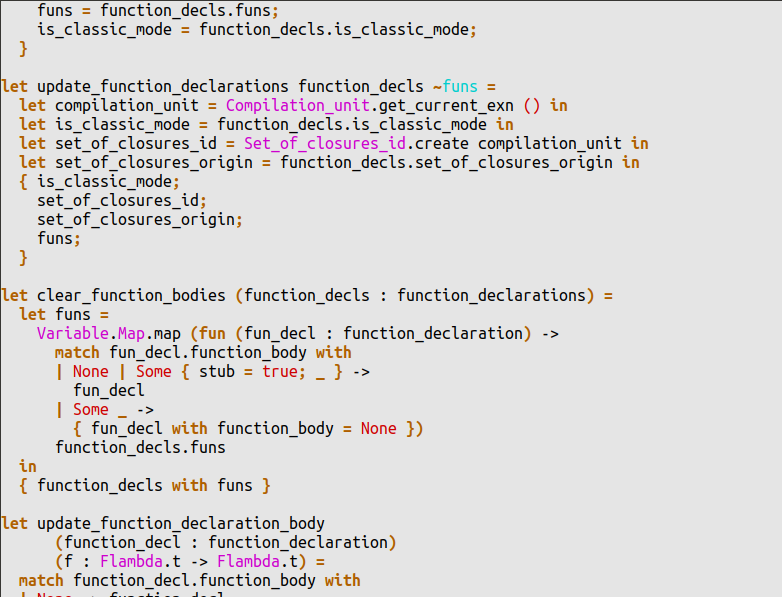 funs = function_decls.funs;
    is_classic_mode = function_decls.is_classic_mode;
  }

let update_function_declarations function_decls ~funs =
  let compilation_unit = Compilation_unit.get_current_exn () in
  let is_classic_mode = function_decls.is_classic_mode in
  let set_of_closures_id = Set_of_closures_id.create compilation_unit in
  let set_of_closures_origin = function_decls.set_of_closures_origin in
  { is_classic_mode;
    set_of_closures_id;
    set_of_closures_origin;
    funs;
  }

let clear_function_bodies (function_decls : function_declarations) =
  let funs =
    Variable.Map.map (fun (fun_decl : function_declaration) ->
      match fun_decl.function_body with
      | None | Some { stub = true; _ } ->
        fun_decl
      | Some _ ->
        { fun_decl with function_body = None })
      function_decls.funs
  in
  { function_decls with funs }

let update_function_declaration_body
      (function_decl : function_declaration)
      (f : Flambda.t -> Flambda.t) =
  match function_decl.function_body with
  | None -> function_decl